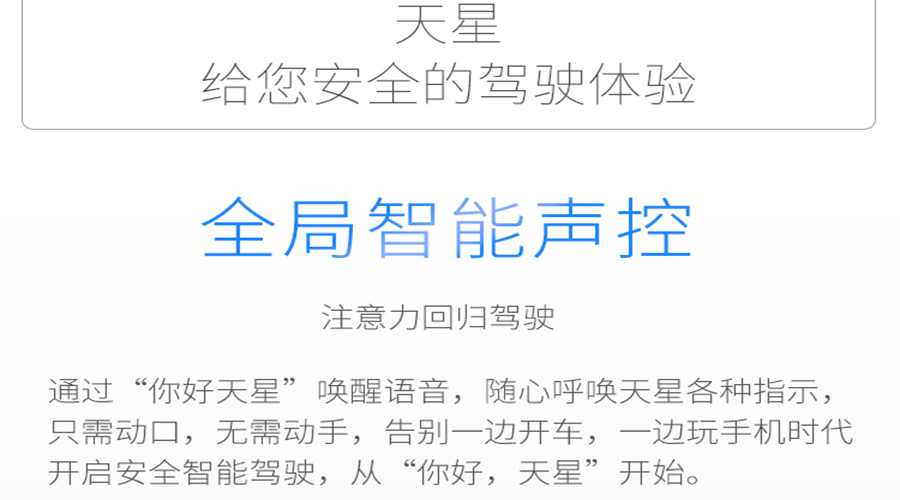 天星
给您安全的驾驶体验
全局智能声控
注意力回归驾驶
通过“你好天星”唤醒语音，随心呼唤天星各种指示，
只需动口，无需动手，告别一边开车，一边玩手机时代
开启安全智能驾驶，从“你好，天星”开始。